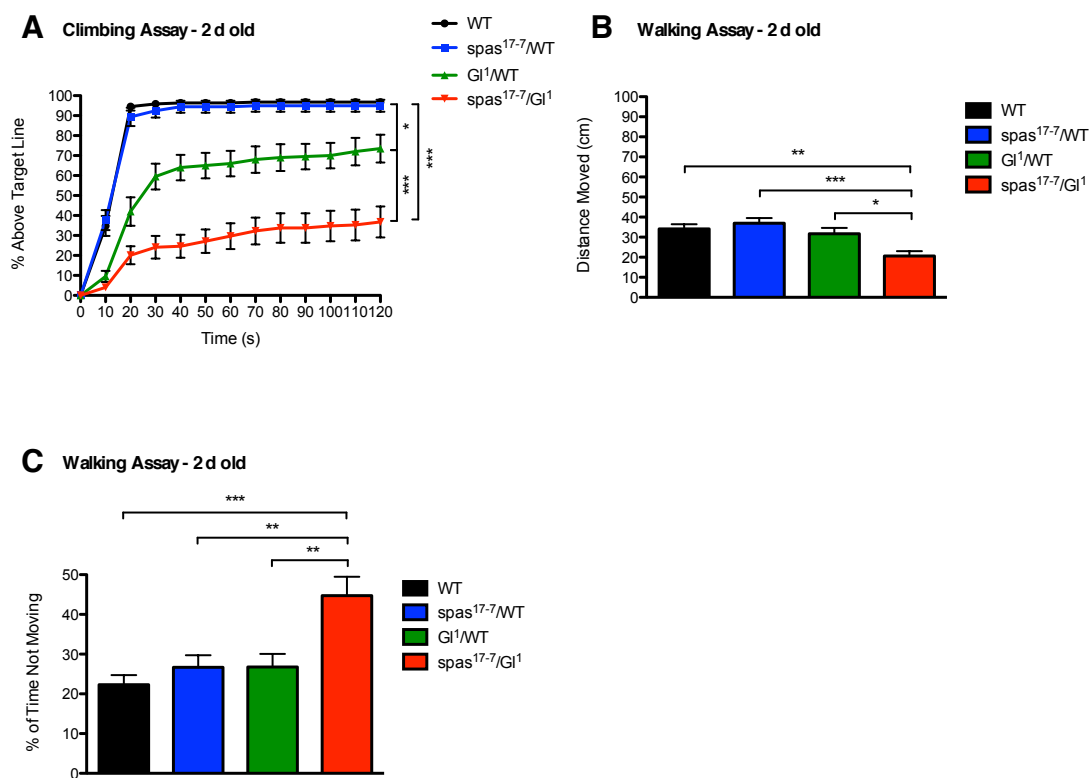 A Climbing Assay - 2 d old
WT
spas¹⁷⁻⁷/WT
Gl¹/WT
spas¹⁷⁻⁷/Gl¹
100
90
80
70
60
50
40
30
20
10
0
% Above Target Line
0 10 20 30 40 50 60 70 80 90 100 110 120
Time (s)
*
***
***
B Walking Assay - 2 d old
100
90
80
70
60
50
40
30
20
10
0
Distance Moved (cm)
**
***
*
WT
spas¹⁷⁻⁷/WT
Gl¹/WT
spas¹⁷⁻⁷/Gl¹
C Walking Assay - 2 d old
***
**
**
50
40
30
20
10
0
% of Time Not Moving
WT
spas¹⁷⁻⁷/WT
Gl¹/WT
spas¹⁷⁻⁷/Gl¹